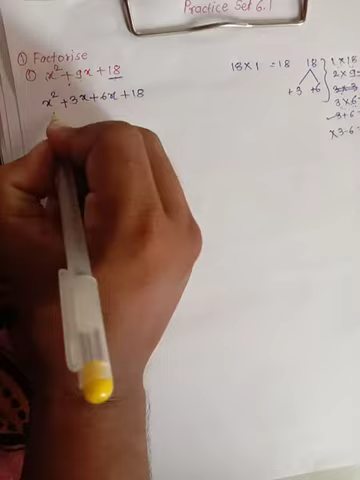 Practice Set 6.1
① Factorise
① x² + 9x + 18
18 × 1 = 18
x² + 3x + 6x + 18
18
+3 +6
1 × 18
2 × 9
3 × 6
3+6
× 3-6